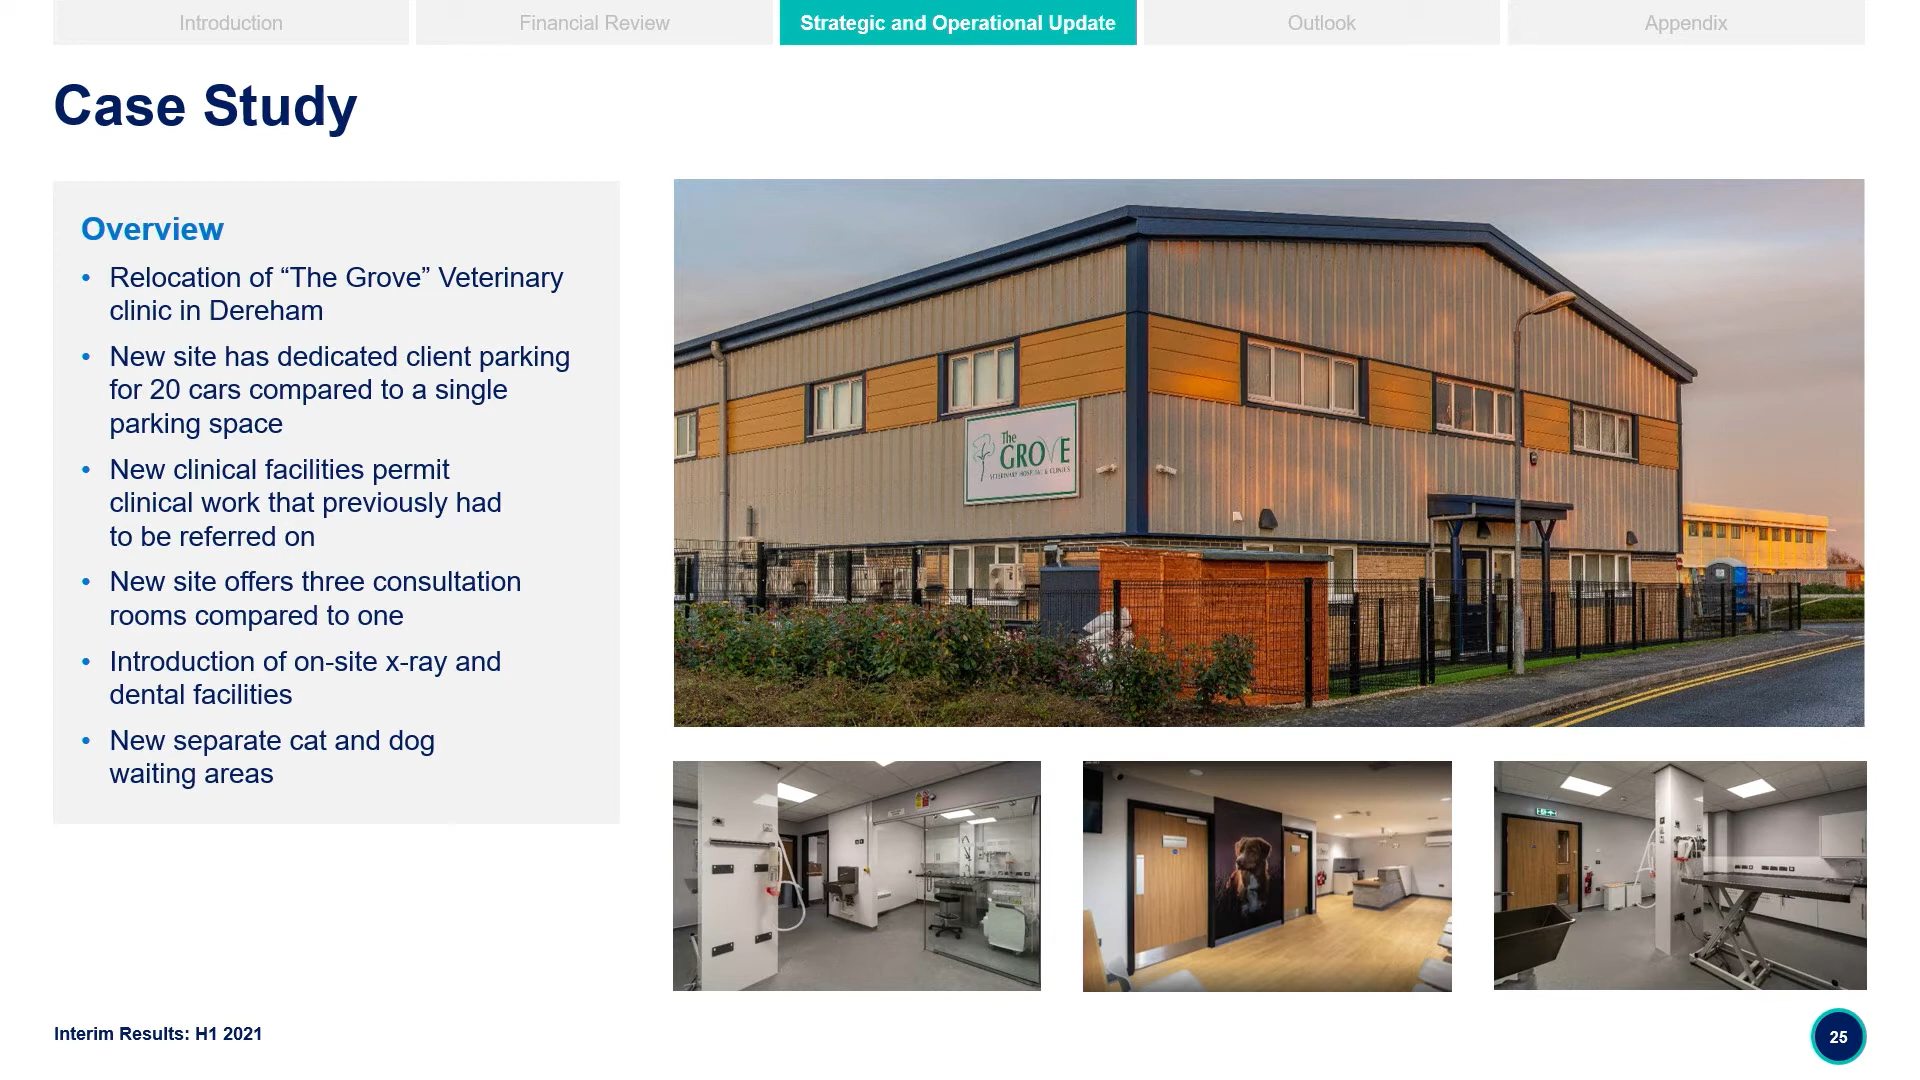 Introduction
Financial Review
Strategic and Operational Update
Outlook
Appendix
Case Study
Overview
• Relocation of “The Grove” Veterinary
clinic in Dereham
• New site has dedicated client parking
for 20 cars compared to a single
parking space
• New clinical facilities permit
clinical work that previously had
to be referred on
• New site offers three consultation
rooms compared to one
• Introduction of on-site x-ray and
dental facilities
• New separate cat and dog
waiting areas
The
GROVE
VETERINARY HOSPITAL & CLINICS
Interim Results: H1 2021
25